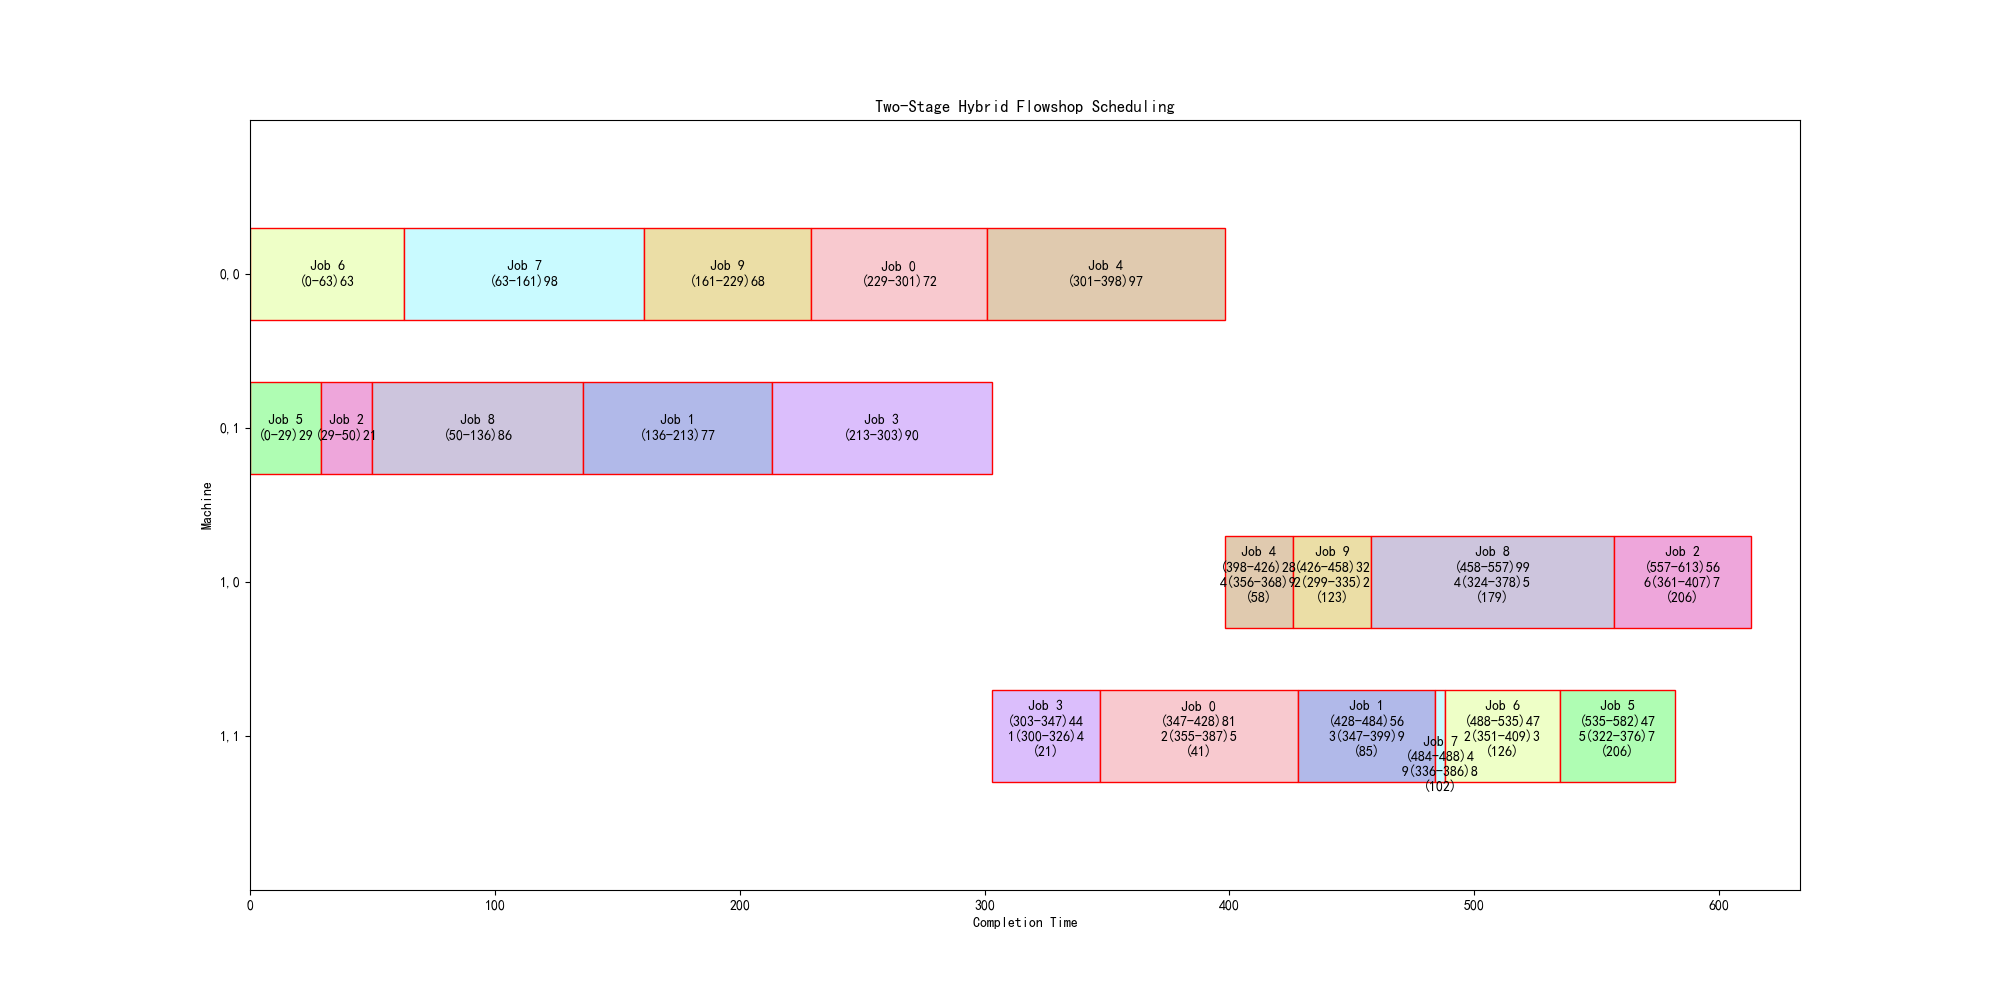 Two-Stage Hybrid Flowshop Scheduling
Machine
0,0
Job 6
(0-63)63
Job 7
(63-161)98
Job 9
(161-229)68
Job 0
(229-301)72
Job 4
(301-398)97
0,1
Job 5
(0-29)29
Job 2
(29-50)21
Job 8
(50-136)86
Job 1
(136-213)77
Job 3
(213-303)90
1,0
Job 4
(398-426)28
4(356-368)9
(58)
Job 9
(426-458)32
2(299-335)2
(123)
Job 8
(458-557)99
4(324-378)5
(179)
Job 2
(557-613)56
6(361-407)7
(206)
1,1
Job 3
(303-347)44
1(300-326)4
(21)
Job 0
(347-428)81
2(355-387)5
(41)
Job 1
(428-484)56
3(347-399)9
(85)
Job 7
(484-488)4
9(336-386)8
(102)
Job 6
(488-535)47
2(351-409)3
(126)
Job 5
(535-582)47
5(322-376)7
(206)
0
100
200
300
400
500
600
Completion Time